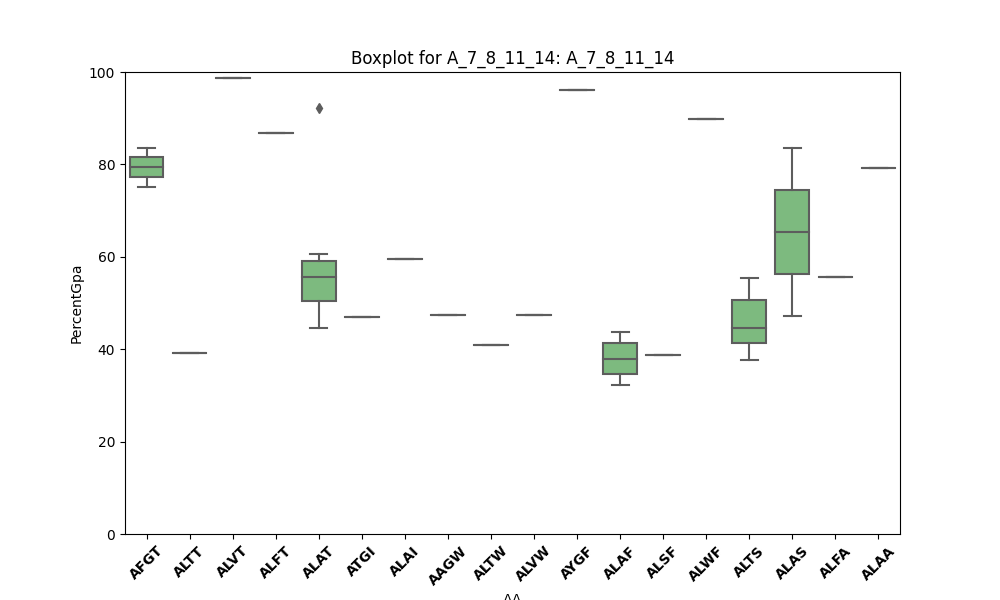 Boxplot for A_7_8_11_14: A_7_8_11_14
100
80
60
40
20
0
PercentGpa
AFGT ALTT ALVT ALFT ALAT ATGI ALAI AAGW ALTW ALVW AYGF ALAF ALSF ALWF ALTS ALAS ALFA ALAA
AA